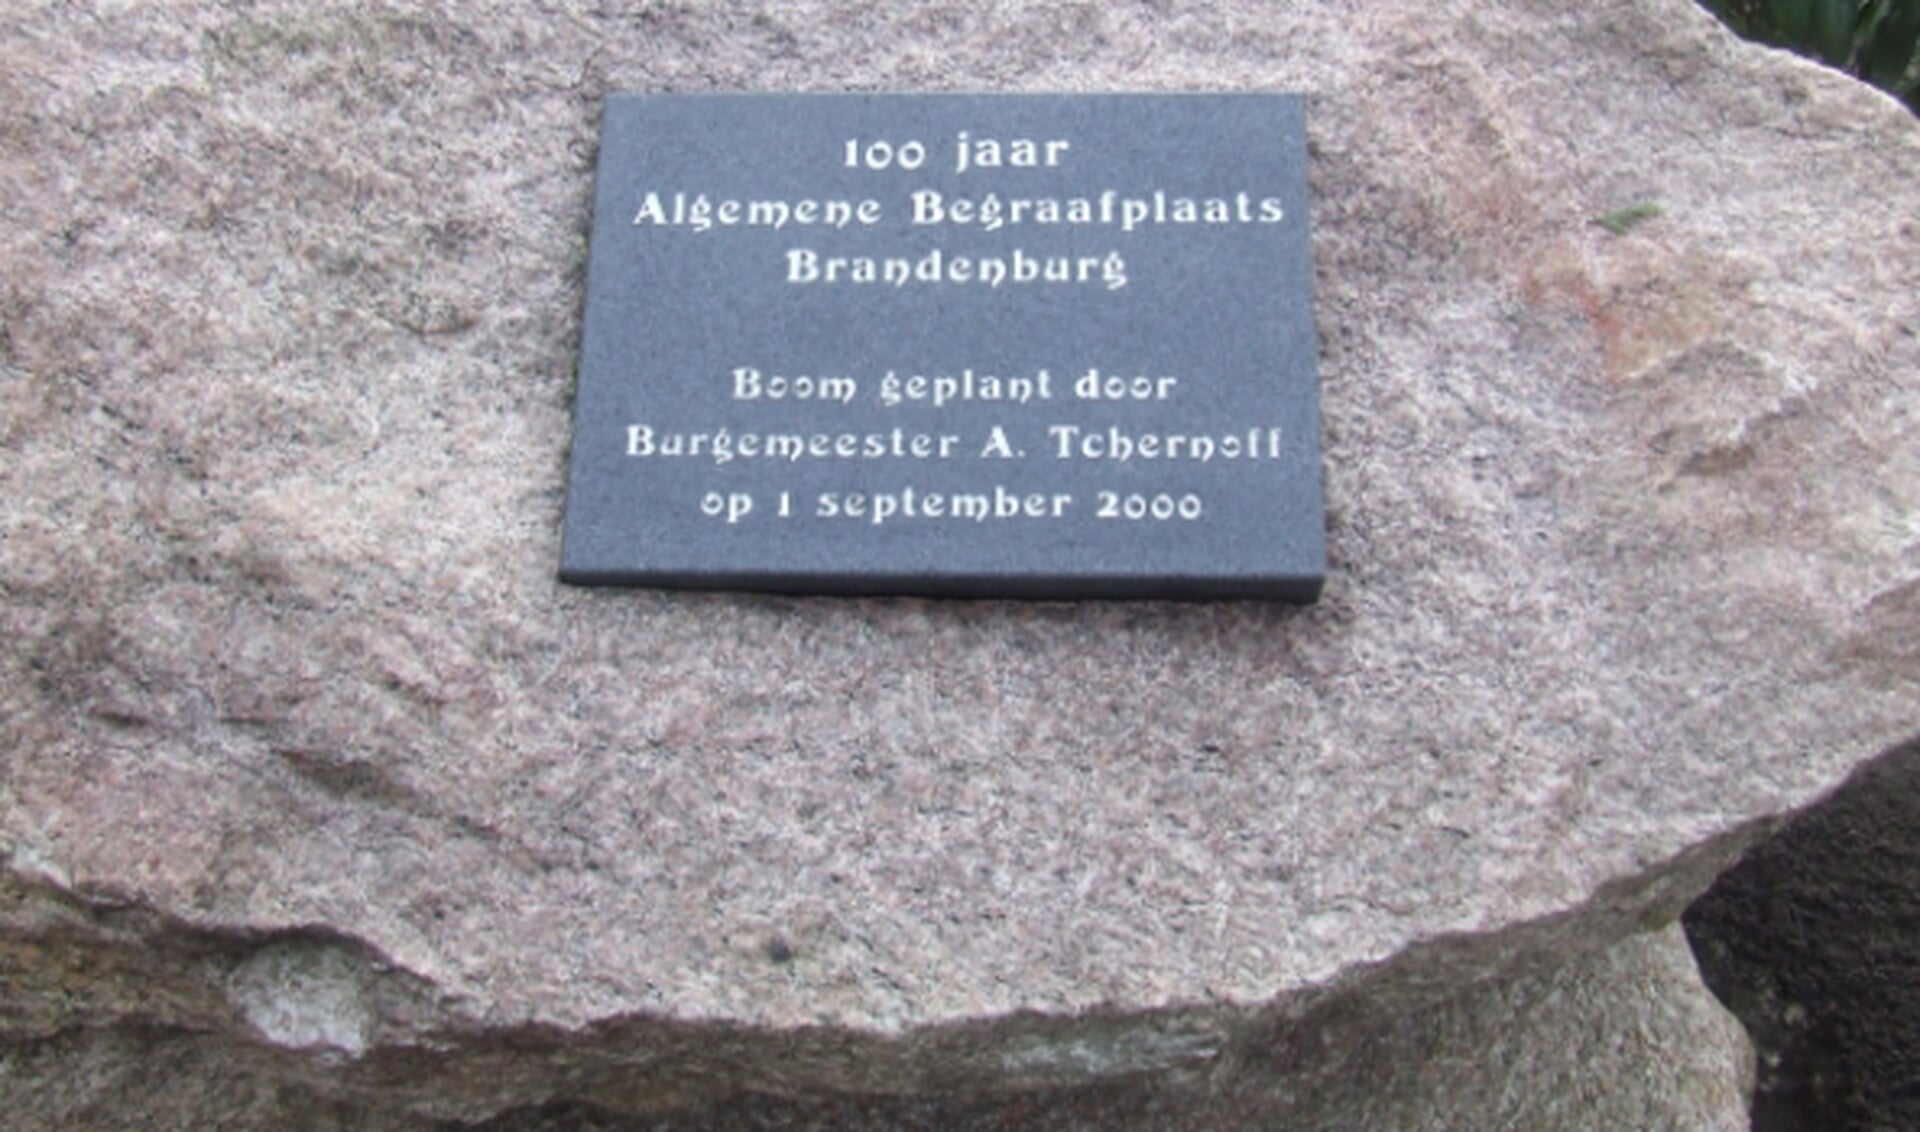 100 jaar
Algemene Begraafplaats
Brandenburg
Boom geplant door
Burgemeester A. Tchernoff
op 1 september 2000